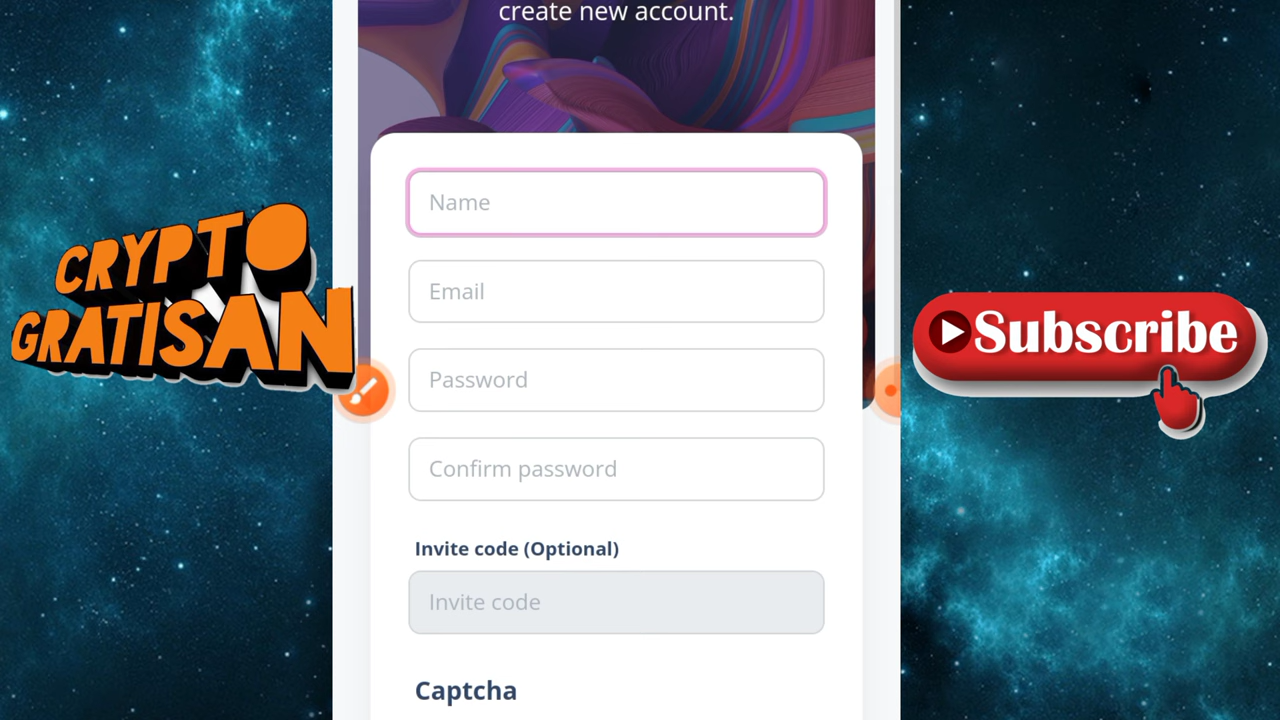 create new account.
Name
Email
Password
Confirm password
Invite code (Optional)
Invite code
Captcha
CRYPTO
GRATISAN
Subscribe